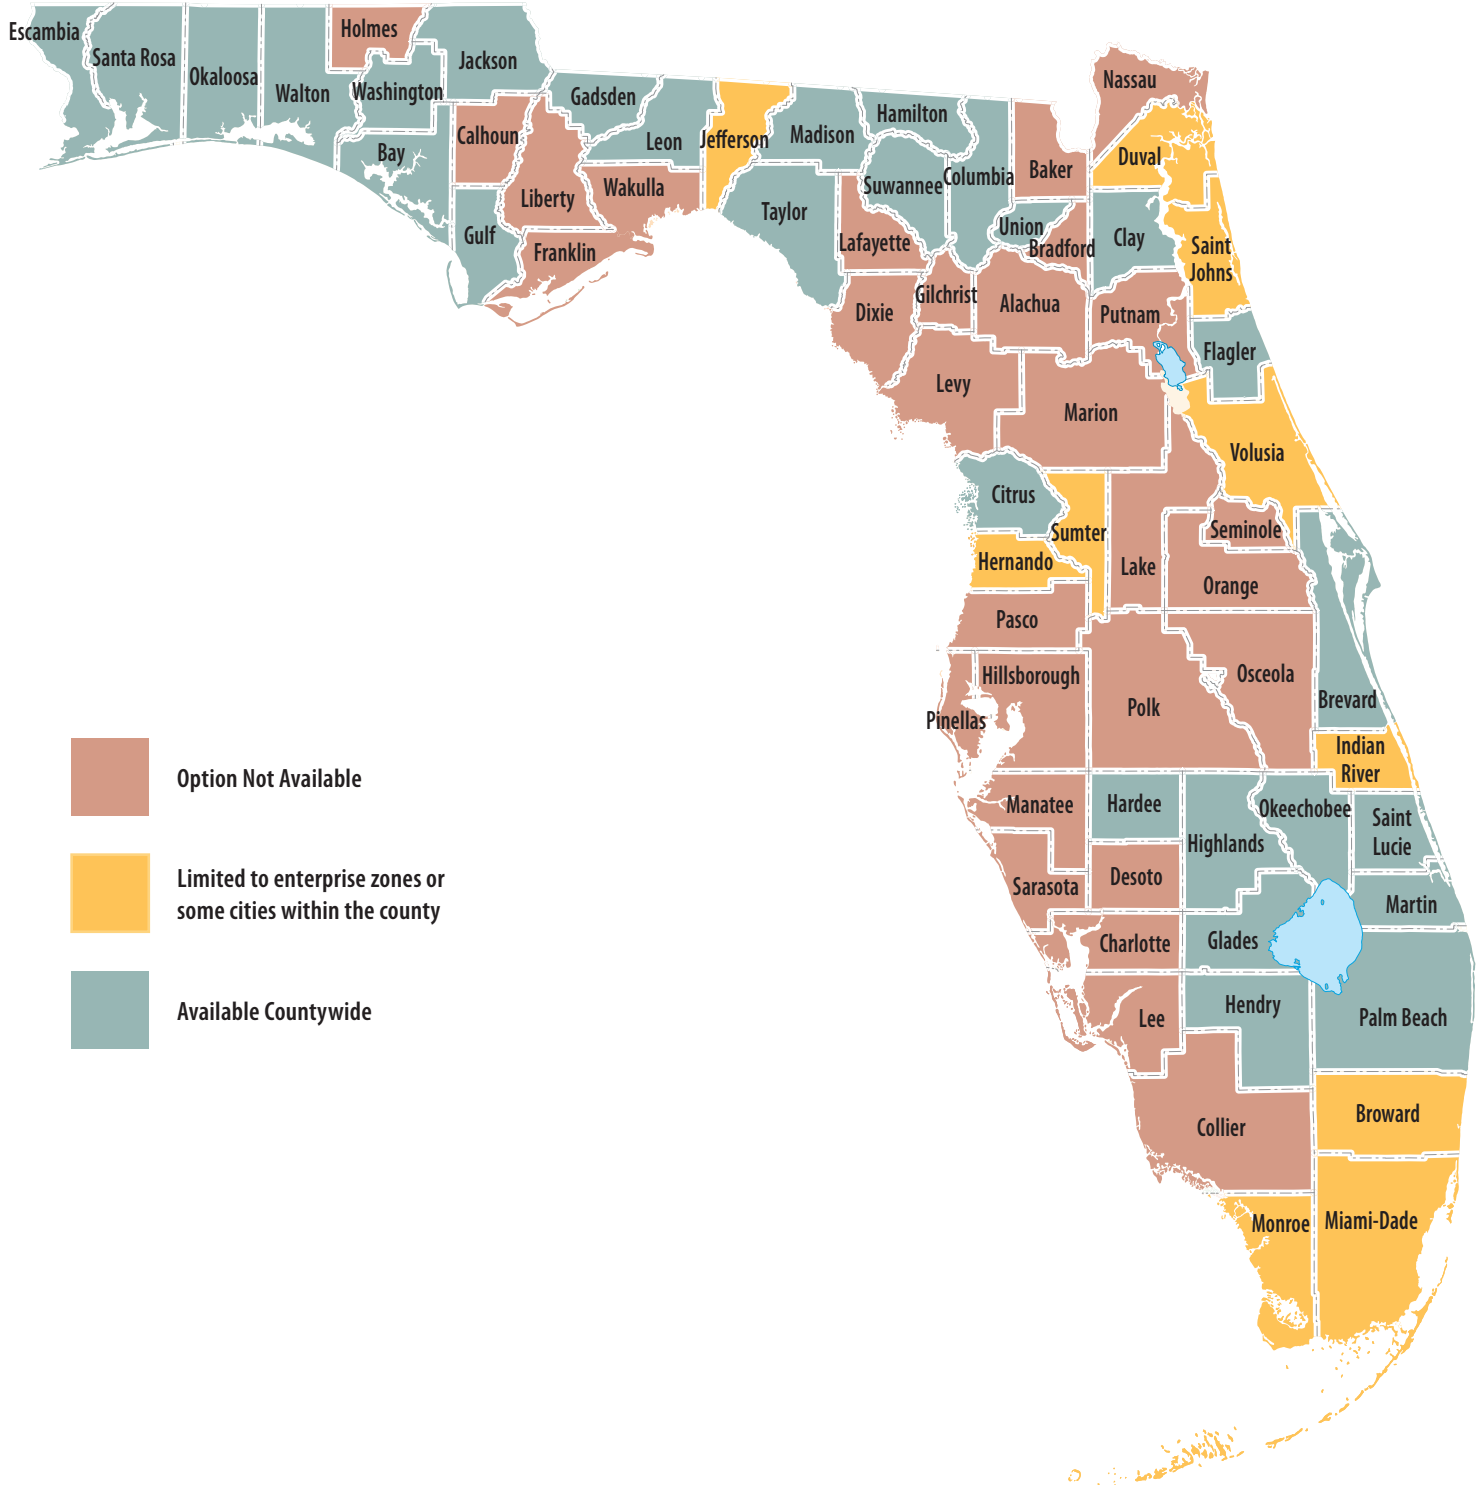 Escambia
Santa Rosa
Okaloosa
Walton
Holmes
Washington
Jackson
Bay
Calhoun
Gulf
Liberty
Franklin
Gadsden
Leon
Wakulla
Jefferson
Madison
Taylor
Hamilton
Suwannee
Lafayette
Dixie
Columbia
Gilchrist
Baker
Union
Bradford
Alachua
Nassau
Duval
Clay
Saint
Johns
Putnam
Flagler
Levy
Marion
Volusia
Citrus
Sumter
Hernando
Lake
Seminole
Orange
Pasco
Hillsborough
Pinellas
Polk
Osceola
Brevard
Indian
River
Manatee
Hardee
Highlands
Okeechobee
Saint
Lucie
Sarasota
Desoto
Martin
Charlotte
Glades
Lee
Hendry
Palm Beach
Collier
Broward
Monroe
Miami-Dade
Option Not Available
Limited to enterprise zones or
some cities within the county
Available Countywide